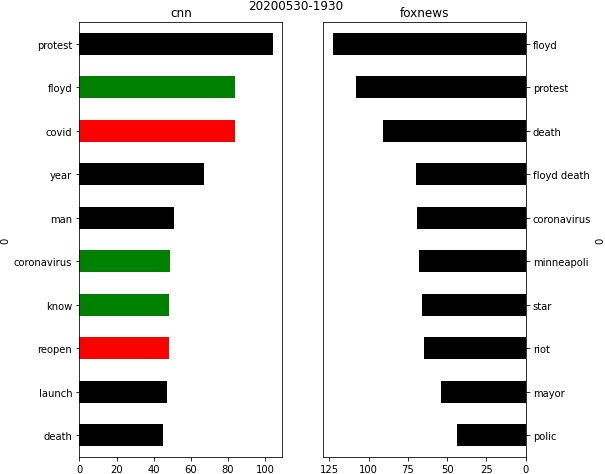 20200530-1930
cnn
foxnews
protest
floyd
covid
year
man
coronavirus
know
reopen
launch
death
0
0 20 40 60 80 100
floyd
protest
death
floyd death
coronavirus
minneapoli
star
riot
mayor
polic
0
125 100 75 50 25 0